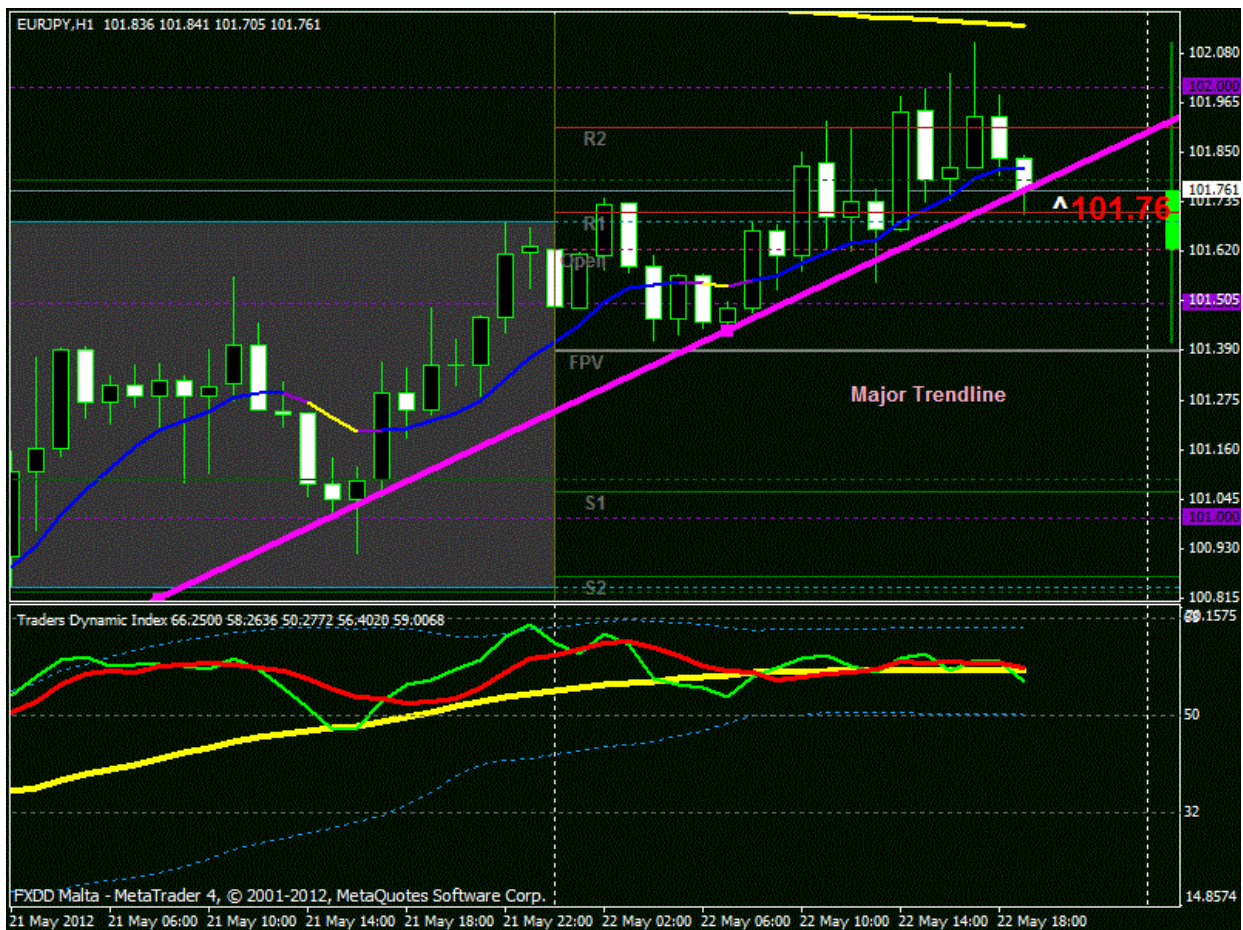 EURJPY,H1 101.836 101.841 101.705 101.761
102.080
102.000
101.965
R2
101.850
101.761
101.735
^101.76
R1
101.620
Open
101.505
101.390
FPV
Major Trendline
101.275
101.160
101.045
S1
101.000
100.930
S2
100.815
Traders Dynamic Index 66.2500 58.2636 50.2772 56.4020 59.0068
50
32
FXDD Malta - MetaTrader 4, © 2001-2012, MetaQuotes Software Corp.
14.8574
21 May 2012 21 May 06:00 21 May 10:00 21 May 14:00 21 May 18:00 21 May 22:00 22 May 02:00 22 May 06:00 22 May 10:00 22 May 14:00 22 May 18:00